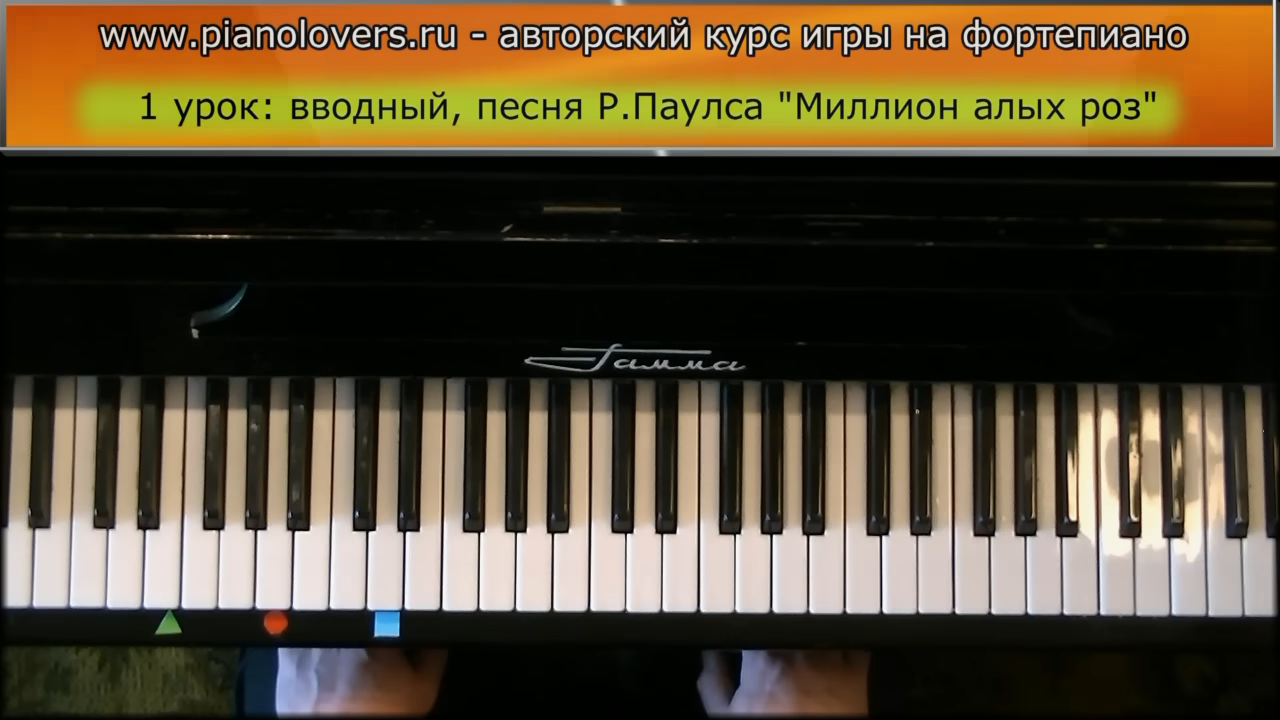 www.pianolovers.ru - авторский курс игры на фортепиано
1 урок: вводный, песня Р.Паулса "Миллион алых роз"
Гамма